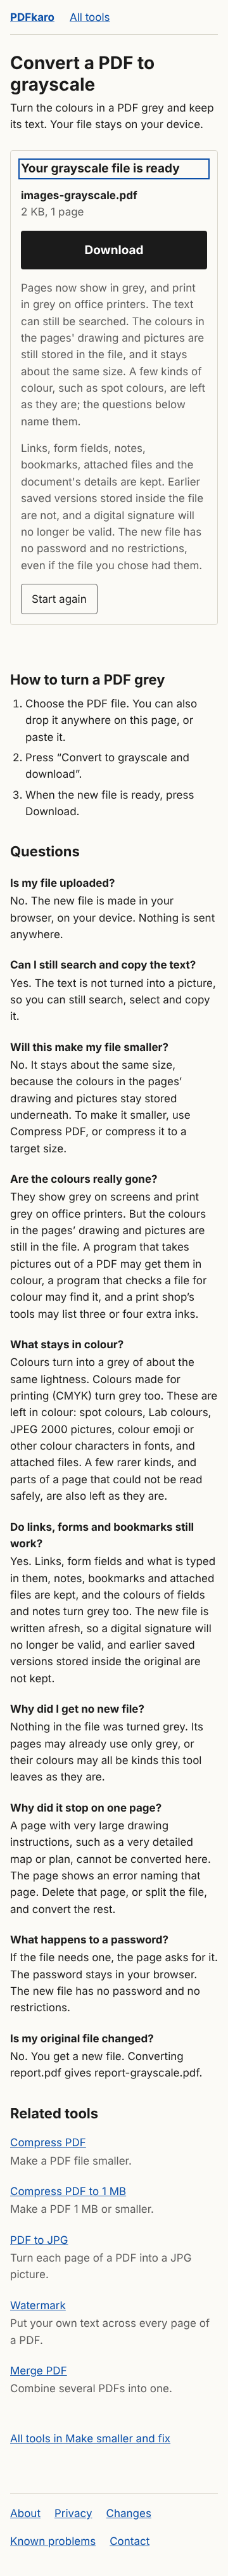 PDFkaro All tools
Convert a PDF to
grayscale
Turn the colours in a PDF grey and keep
its text. Your file stays on your device.
Your grayscale file is ready
images-grayscale.pdf
2 KB, 1 page
Download
Pages now show in grey, and print
in grey on office printers. The text
can still be searched. The colours in
the pages' drawing and pictures are
still stored in the file, and it stays
about the same size. A few kinds of
colour, such as spot colours, are left
as they are; the questions below
name them.
Links, form fields, notes,
bookmarks, attached files and the
document's details are kept. Earlier
saved versions stored inside the file
are not, and a digital signature will
no longer be valid. The new file has
no password and no restrictions,
even if the file you chose had them.
Start again
How to turn a PDF grey
1. Choose the PDF file. You can also
drop it anywhere on this page, or
paste it.
2. Press “Convert to grayscale and
download”.
3. When the new file is ready, press
Download.
Questions
Is my file uploaded?
No. The new file is made in your
browser, on your device. Nothing is sent
anywhere.
Can I still search and copy the text?
Yes. The text is not turned into a picture,
so you can still search, select and copy
it.
Will this make my file smaller?
No. It stays about the same size,
because the colours in the pages’
drawing and pictures stay stored
underneath. To make it smaller, use
Compress PDF, or compress it to a
target size.
Are the colours really gone?
They show grey on screens and print
grey on office printers. But the colours
in the pages’ drawing and pictures are
still in the file. A program that takes
pictures out of a PDF may get them in
colour, a program that checks a file for
colour may find it, and a print shop’s
tools may list three or four extra inks.
What stays in colour?
Colours turn into a grey of about the
same lightness. Colours made for
printing (CMYK) turn grey too. These are
left in colour: spot colours, Lab colours,
JPEG 2000 pictures, colour emoji or
other colour characters in fonts, and
attached files. A few rarer kinds, and
parts of a page that could not be read
safely, are also left as they are.
Do links, forms and bookmarks still
work?
Yes. Links, form fields and what is typed
in them, notes, bookmarks and attached
files are kept, and the colours of fields
and notes turn grey too. The new file is
written afresh, so a digital signature will
no longer be valid, and earlier saved
versions stored inside the original are
not kept.
Why did I get no new file?
Nothing in the file was turned grey. Its
pages may already use only grey, or
their colours may all be kinds this tool
leaves as they are.
Why did it stop on one page?
A page with very large drawing
instructions, such as a very detailed
map or plan, cannot be converted here.
The page shows an error naming that
page. Delete that page, or split the file,
and convert the rest.
What happens to a password?
If the file needs one, the page asks for it.
The password stays in your browser.
The new file has no password and no
restrictions.
Is my original file changed?
No. You get a new file. Converting
report.pdf gives report-grayscale.pdf.
Related tools
Compress PDF
Make a PDF file smaller.
Compress PDF to 1 MB
Make a PDF 1 MB or smaller.
PDF to JPG
Turn each page of a PDF into a JPG
picture.
Watermark
Put your own text across every page of
a PDF.
Merge PDF
Combine several PDFs into one.
All tools in Make smaller and fix
About Privacy Changes
Known problems Contact